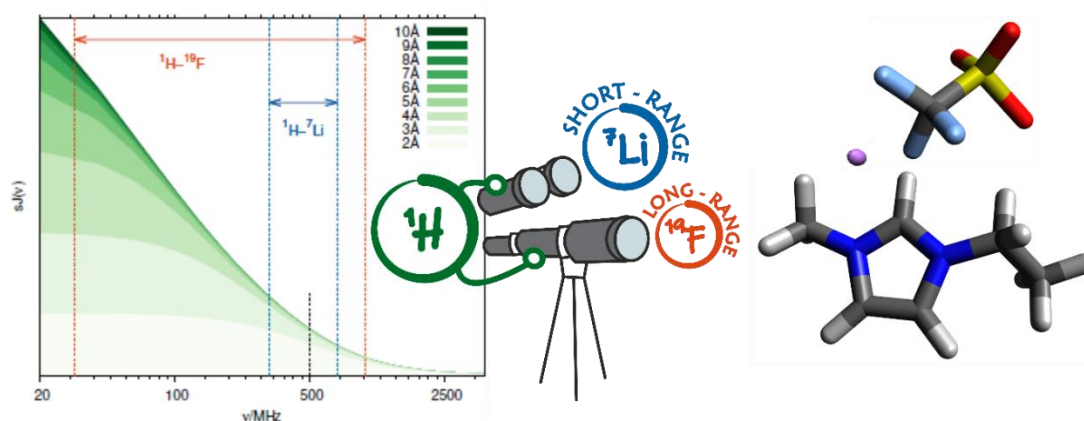 10Å
9Å
8Å
7Å
6Å
5Å
4Å
3Å
2Å
¹H–¹⁹F
¹H–⁷Li
sJ(ν)
20
100
500
2500
ν/MHz
¹H
SHORT-RANGE
⁷Li
LONG-RANGE
¹⁹F